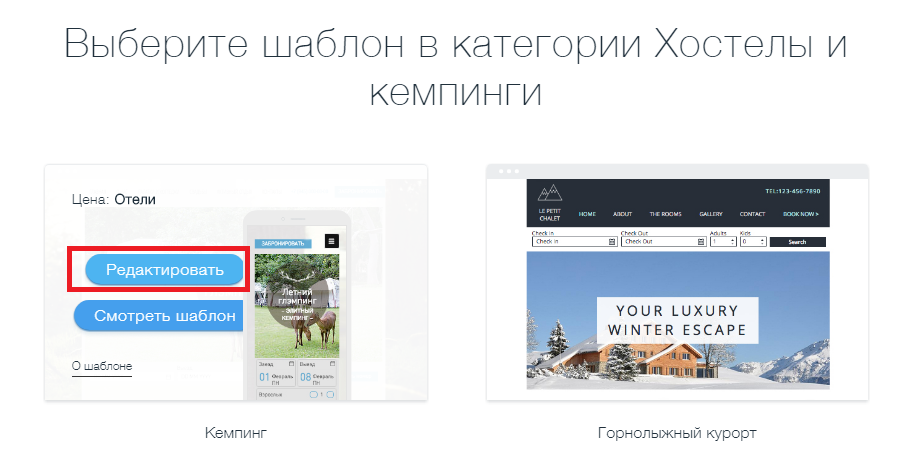 Выберите шаблон в категории Хостелы и
кемпинги
Цена: Отели
Редактировать
Смотреть шаблон
О шаблоне
ЗАБРОНИРОВАТЬ
Летний
глэмпинг
- ЭЛИТНЫЙ
КЕМПИНГ -
Заезд
Выезд
01 Февраль
ПН
08 Февраль
ПН
Взрослые
1
LE PETIT
CHALET
TEL:123-456-7890
HOME
ABOUT
THE ROOMS
GALLERY
CONTACT
BOOK NOW >
Check In
Check Out
Adults
Kids
Check In
Check Out
1
0
Search
YOUR LUXURY
WINTER ESCAPE
Кемпинг
Горнолыжный курорт